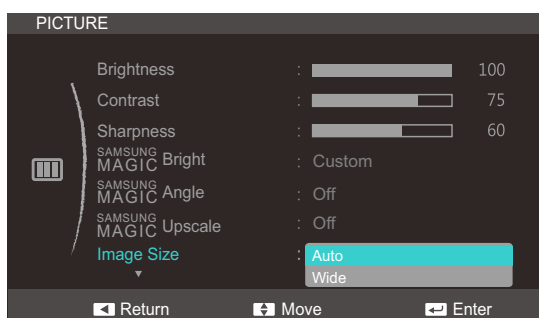 PICTURE
Brightness : 100
Contrast : 75
Sharpness : 60
SAMSUNG MAGIC Bright : Custom
SAMSUNG MAGIC Angle : Off
SAMSUNG MAGIC Upscale : Off
Image Size : Auto
Wide
Return Move Enter